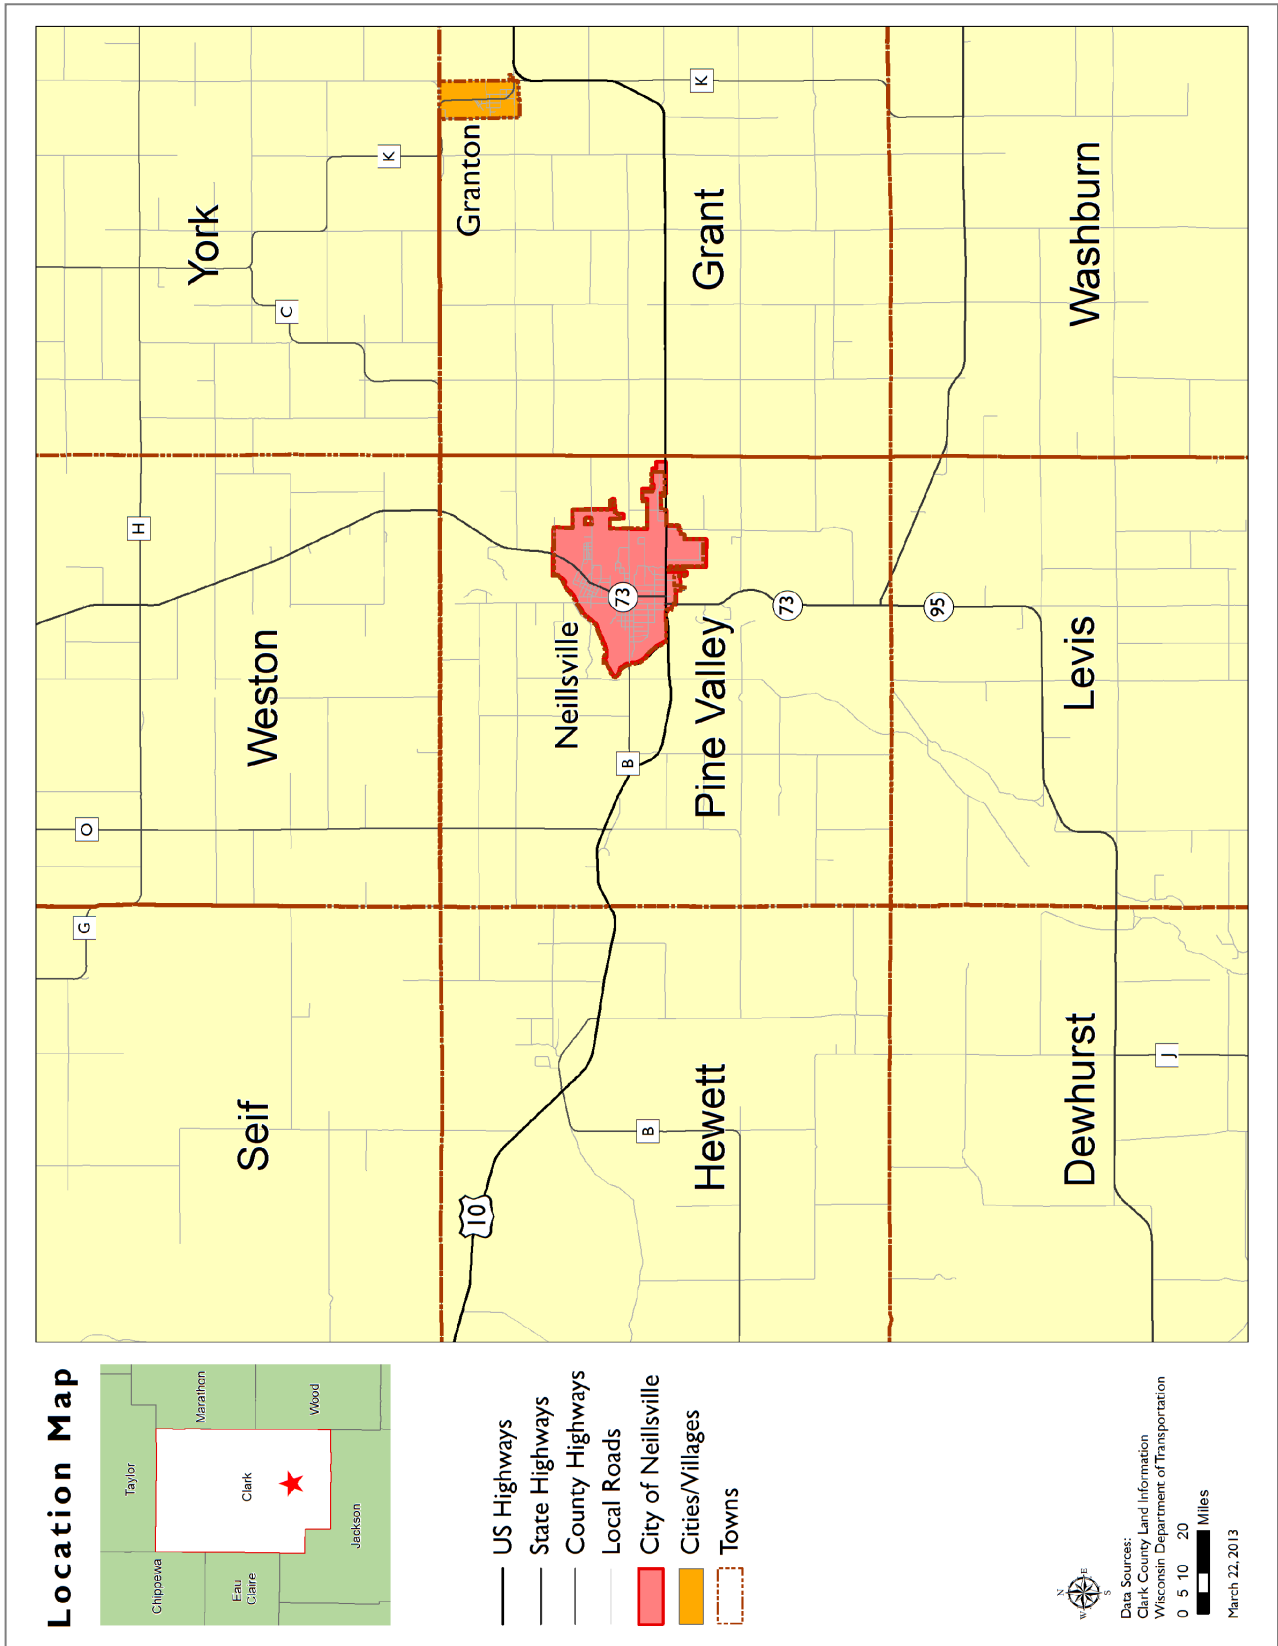 Location Map
Taylor
Marathon
Wood
Clark
Jackson
Chippewa
Eau
Claire
US Highways
State Highways
County Highways
Local Roads
City of Neillsville
Cities/Villages
Towns
N
W
E
S
Data Sources:
Clark County Land Information
Wisconsin Department of Transportation
0 5 10 20
Miles
March 22, 2013
G
O
H
C
K
Seif
Weston
York
10
B
B
Neillsville
73
Granton
K
Hewett
Pine Valley
Grant
73
95
Dewhurst
Levis
Washburn
J